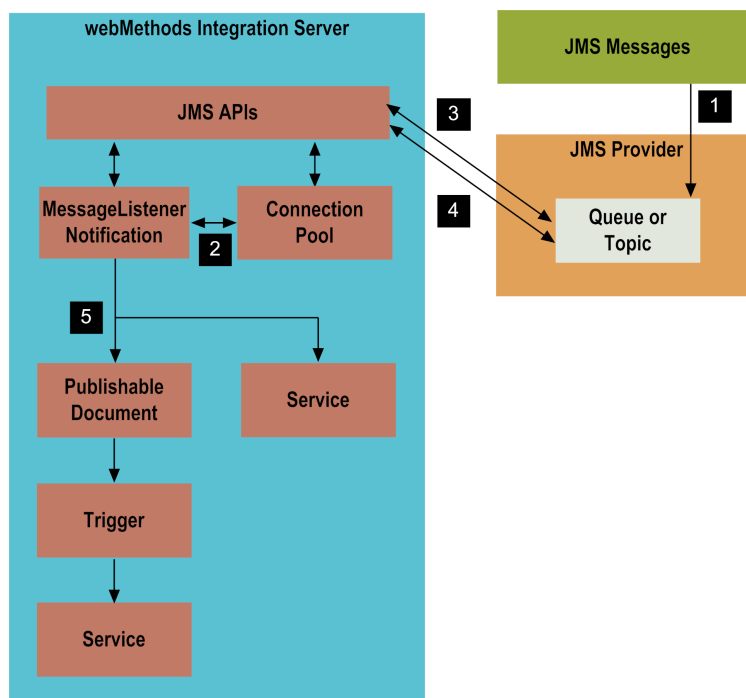 webMethods Integration Server
JMS Messages
JMS APIs
3
1
JMS Provider
MessageListener
Notification
Connection
Pool
4
Queue or
Topic
2
5
Publishable
Document
Service
Trigger
Service